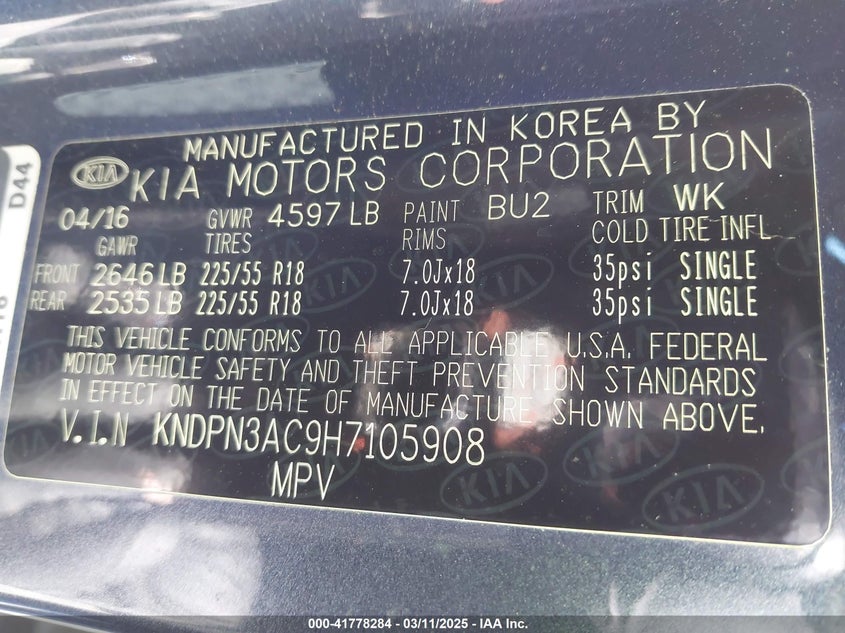 MANUFACTURED IN KOREA BY
KIA KIA MOTORS CORPORATION
04/16 GVWR 4597 LB PAINT BU2 TRIM WK
GAWR TIRES RIMS COLD TIRE INFL
FRONT 2646 LB 225/55 R18 7.0Jx18 35psi SINGLE
REAR 2535 LB 225/55 R18 7.0Jx18 35psi SINGLE
THIS VEHICLE CONFORMS TO ALL APPLICABLE U.S.A. FEDERAL
MOTOR VEHICLE SAFETY AND THEFT PREVENTION STANDARDS
IN EFFECT ON THE DATE OF MANUFACTURE SHOWN ABOVE.
V.I.N KNDPN3AC9H7105908
MPV
D44
000-41778284 - 03/11/2025 - IAA Inc.